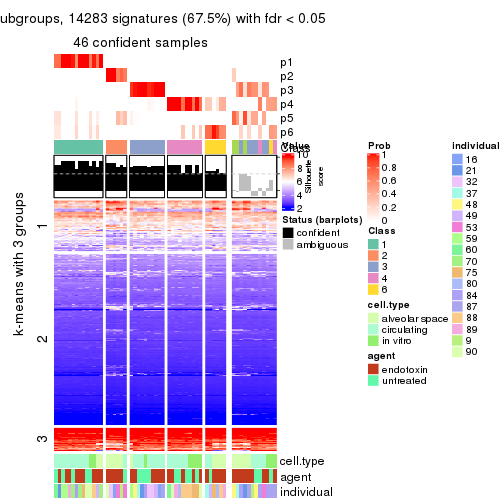 ubgroups, 14283 signatures (67.5%) with fdr < 0.05
46 confident samples
p1
p2
p3
p4
p5
p6
Class
k-means with 3 groups
1
2
3
cell.type
agent
individual
Value
10
8
6
4
2
Silhouette
score
Status (barplots)
confident
ambiguous
Prob
1
0.8
0.6
0.4
0.2
0
Class
1
2
3
4
6
cell.type
alveolar space
circulating
in vitro
agent
endotoxin
untreated
individual
16
21
32
37
48
49
53
59
60
70
75
80
84
87
88
89
9
90